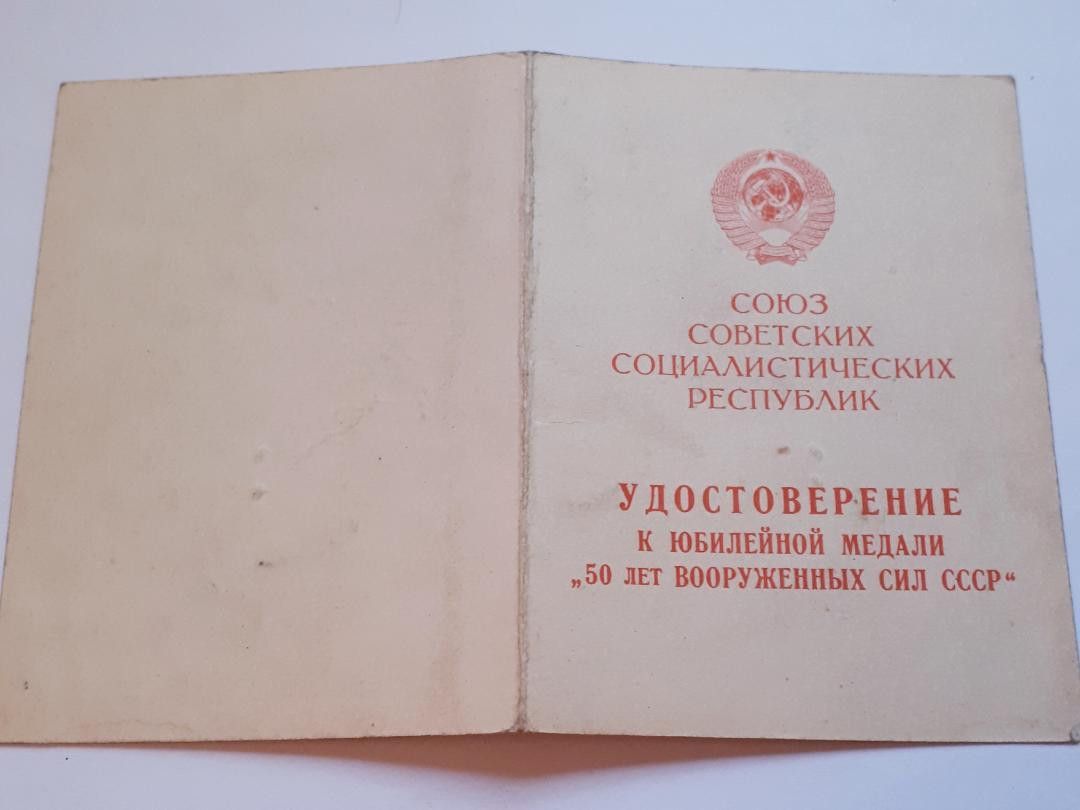 СОЮЗ
СОВЕТСКИХ
СОЦИАЛИСТИЧЕСКИХ
РЕСПУБЛИК
УДОСТОВЕРЕНИЕ
К ЮБИЛЕЙНОЙ МЕДАЛИ
„50 ЛЕТ ВООРУЖЕННЫХ СИЛ СССР“